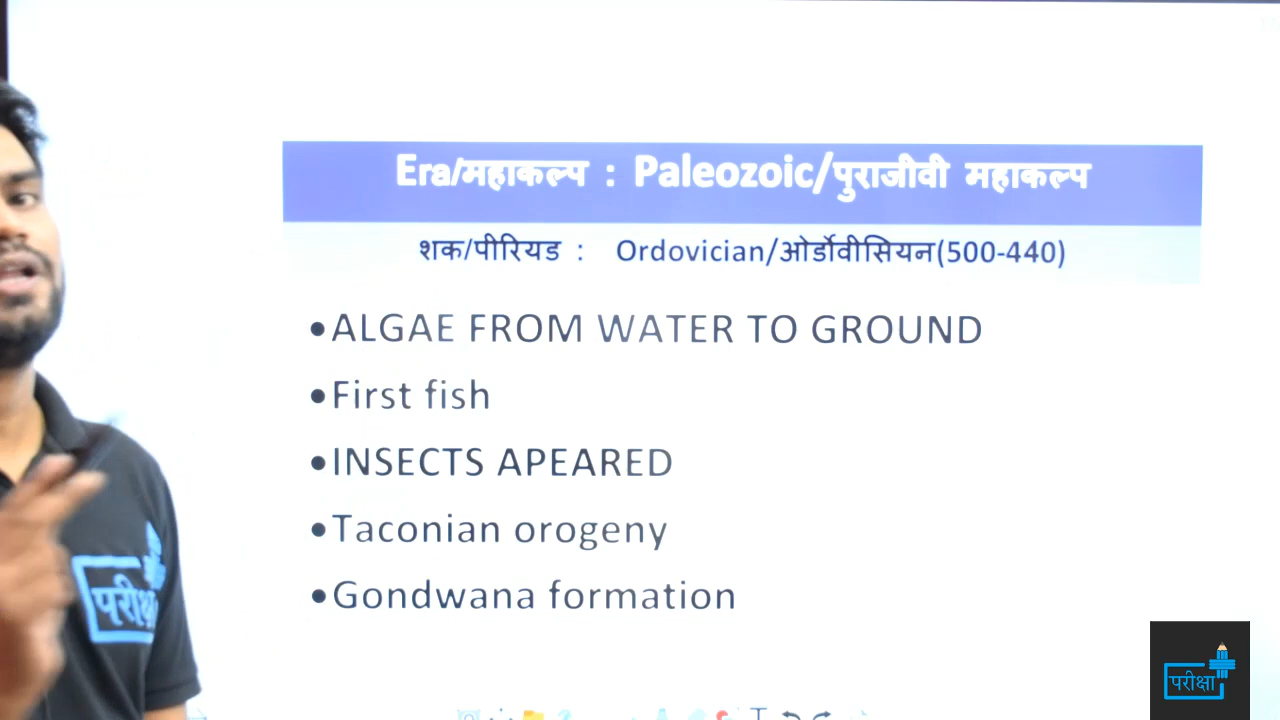 Era/महाकल्प : Paleozoic/पुराजीवी महाकल्प
शक/पीरियड : Ordovician/ओर्डोवीसियन(500-440)
•ALGAE FROM WATER TO GROUND
•First fish
•INSECTS APEARED
•Taconian orogeny
•Gondwana formation
परीक्षा
परीक्षा